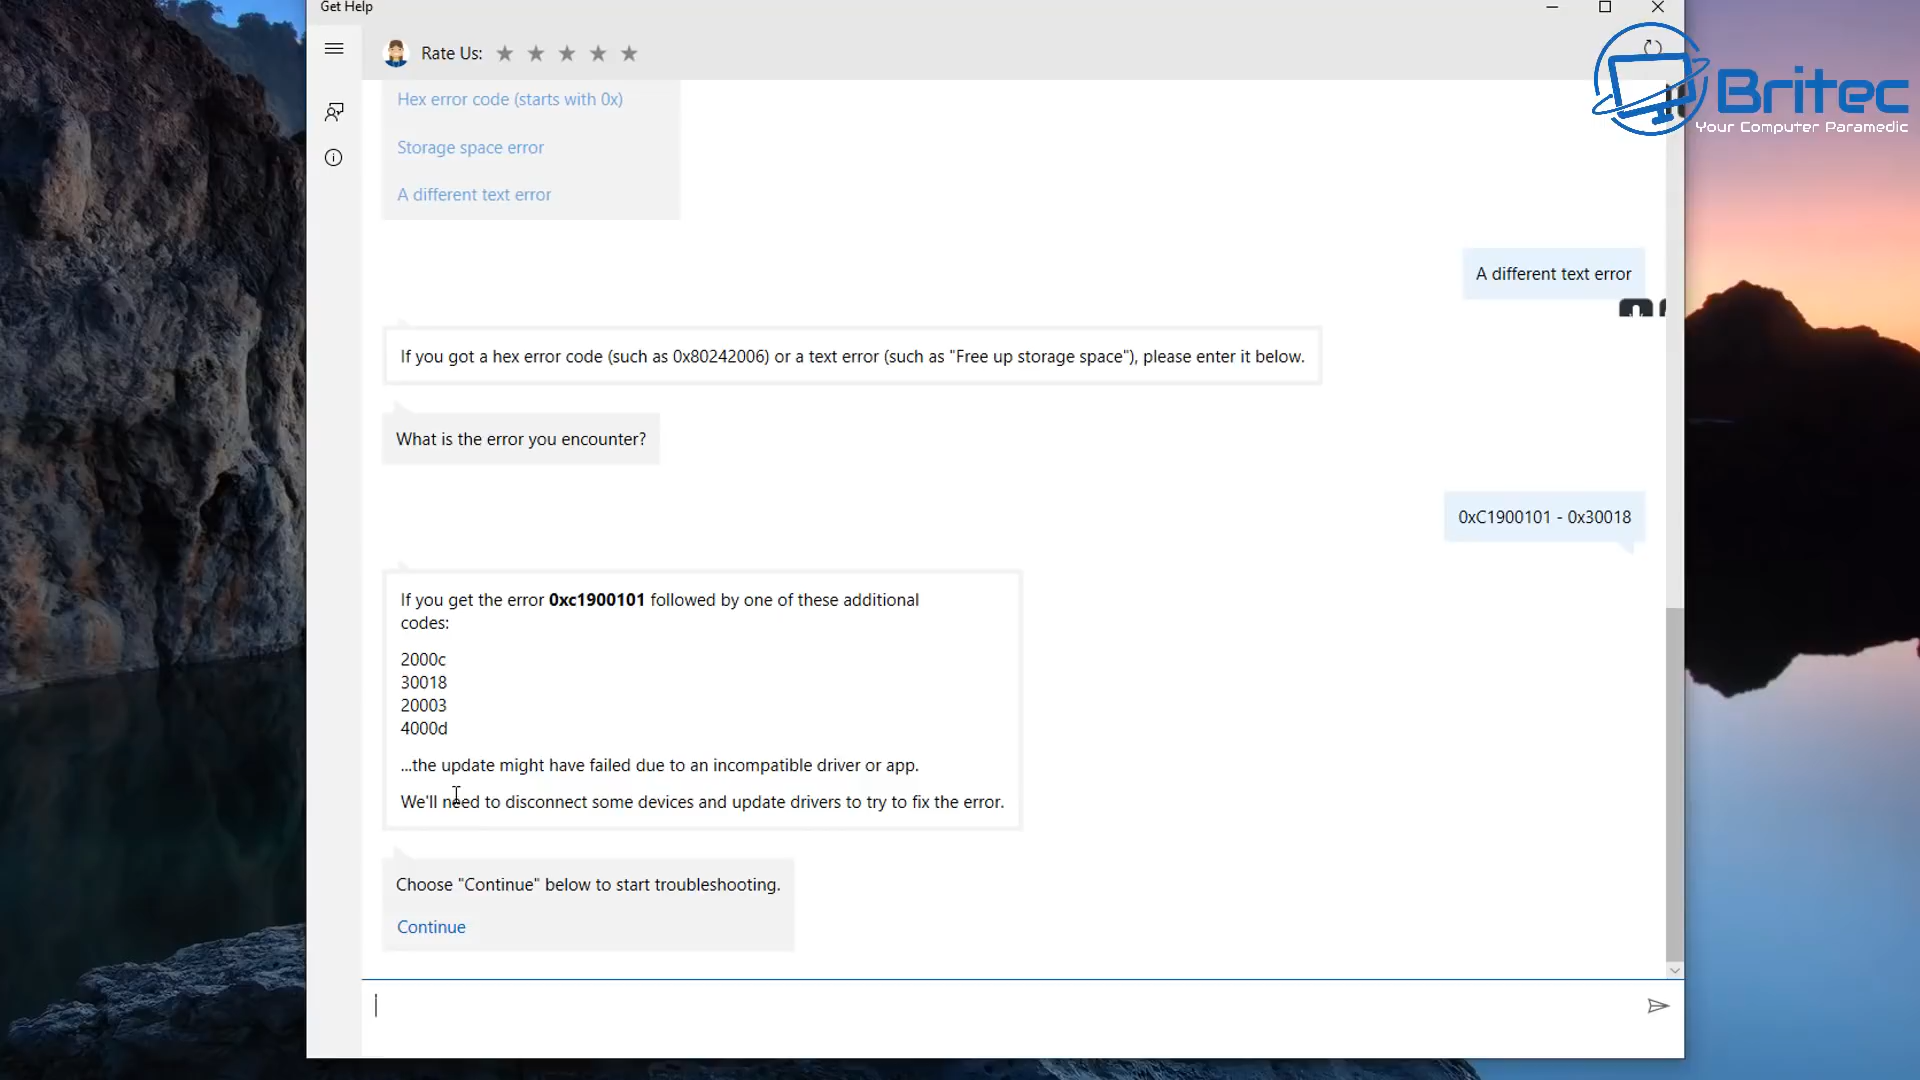 Get Help
Rate Us:
Hex error code (starts with 0x)
Storage space error
A different text error
Britec
Your Computer Paramedic
A different text error
If you got a hex error code (such as 0x80242006) or a text error (such as "Free up storage space"), please enter it below.
What is the error you encounter?
0xC1900101 - 0x30018
If you get the error 0xc1900101 followed by one of these additional
codes:
2000c
30018
20003
4000d
...the update might have failed due to an incompatible driver or app.
We'll need to disconnect some devices and update drivers to try to fix the error.
Choose "Continue" below to start troubleshooting.
Continue